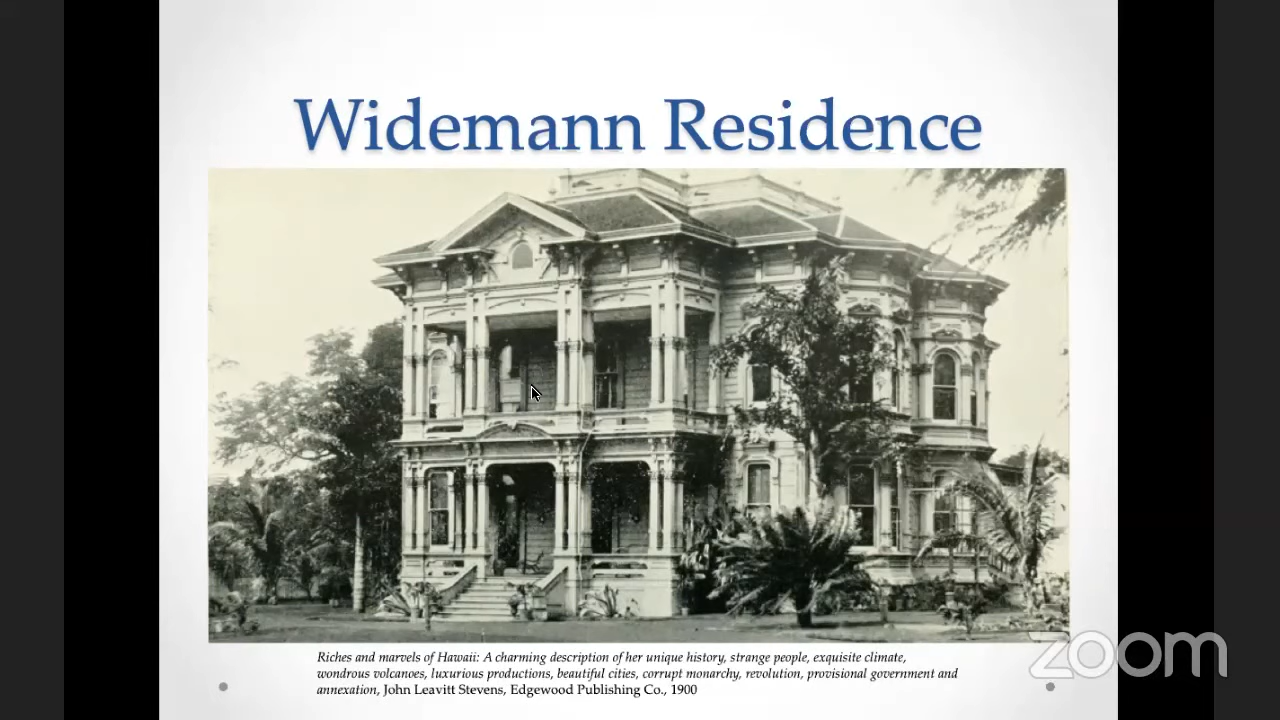 Widemann Residence
Riches and marvels of Hawaii: A charming description of her unique history, strange people, exquisite climate,
wondrous volcanoes, luxurious productions, beautiful cities, corrupt monarchy, revolution, provisional government and
annexation, John Leavitt Stevens, Edgewood Publishing Co., 1900
zoom